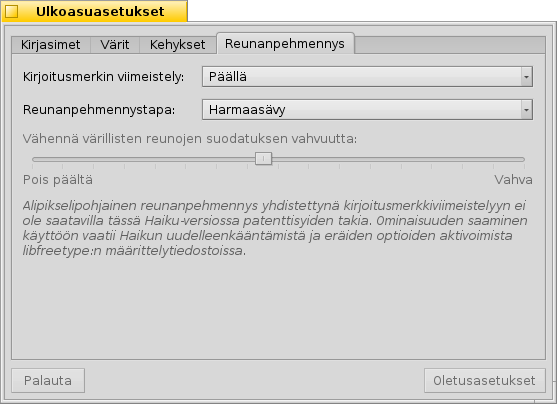 Ulkoasuasetukset
Kirjasimet Värit Kehykset Reunanpehmennys
Kirjoitusmerkin viimeistely: Päällä
Reunanpehmennystapa: Harmaasävy
Vähennä värillisten reunojen suodatuksen vahvuutta:
Pois päältä Vahva
Alipikselipohjainen reunanpehmennys yhdistettynä kirjoitusmerkkiviimeistelyyn ei
ole saatavilla tässä Haiku-versiossa patenttisyiden takia. 0minaisuuden saaminen
käyttöön vaatii Haikun uudelleenkääntämistä ja eräiden optioiden aktivoimista
libfreetype:n määrittelytiedostoissa.
Palauta Oletusasetukset